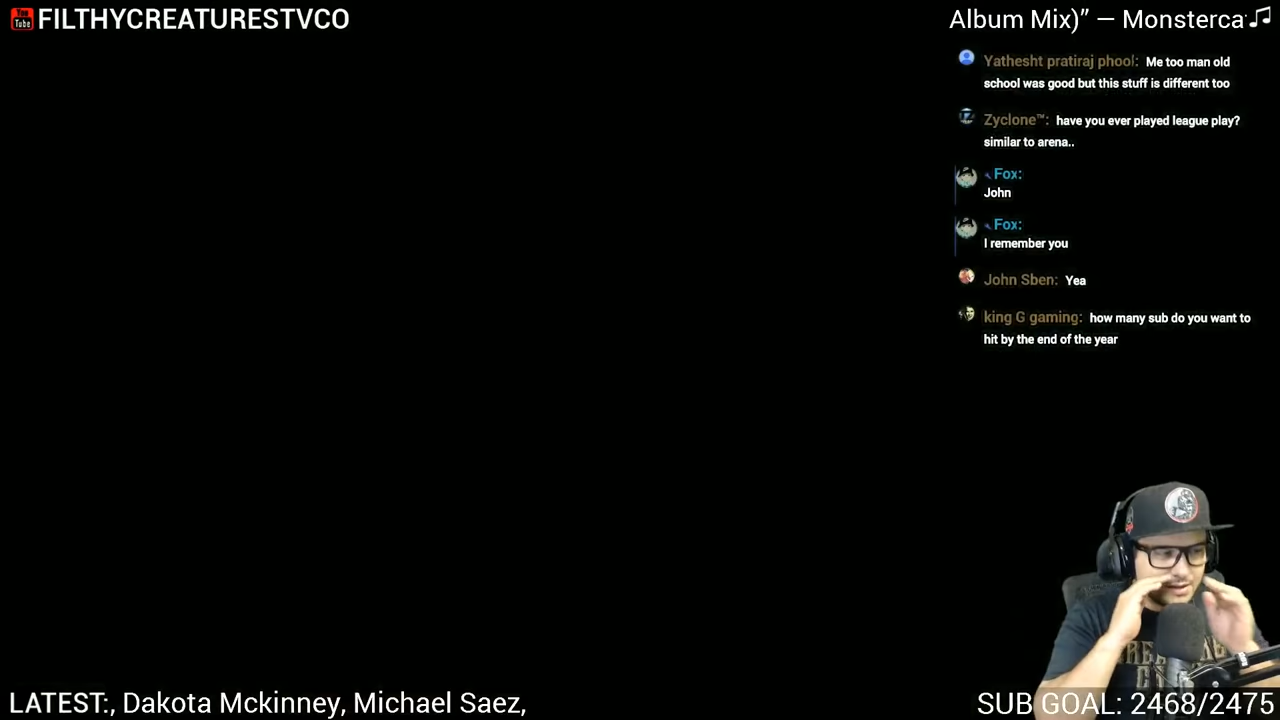 You Tube FILTHYCREATURESTVCO
Album Mix)” — Monsterca
Yathesht pratiraj phool: Me too man old
school was good but this stuff is different too
Zyclone™: have you ever played league play?
similar to arena..
Fox:
John
Fox:
I remember you
John Sben: Yea
king G gaming: how many sub do you want to
hit by the end of the year
LATEST:, Dakota Mckinney, Michael Saez,
SUB GOAL: 2468/2475